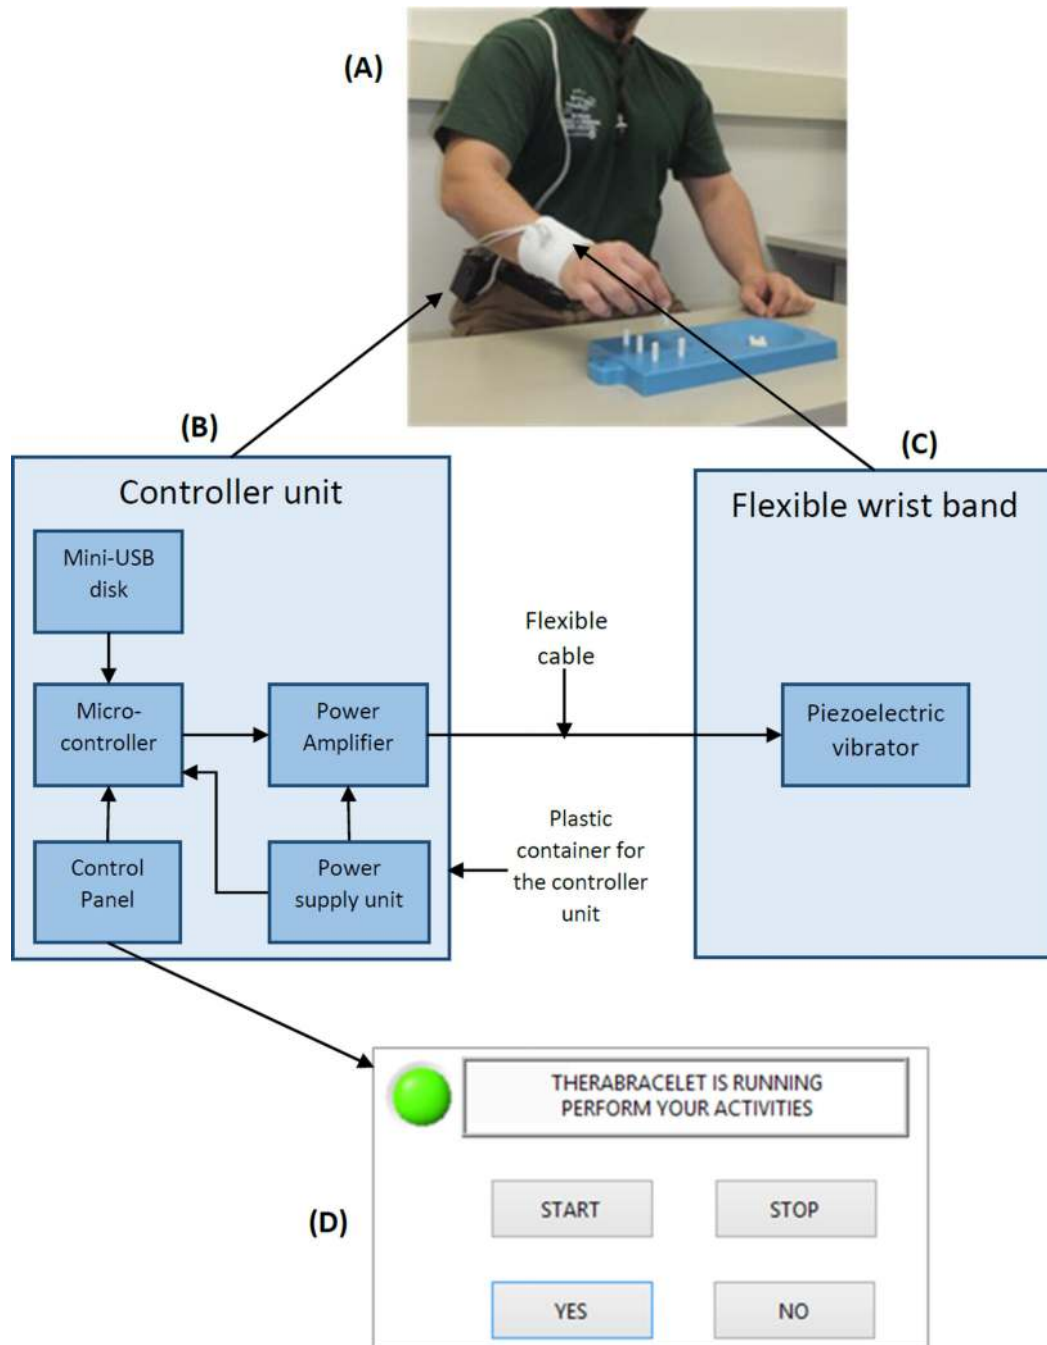 (A)
(B)
(C)
Controller unit
Flexible wrist band
Mini-USB
disk
Flexible
cable
Micro-
controller
Power
Amplifier
Piezoelectric
vibrator
Control
Panel
Power
supply unit
Plastic
container for
the controller
unit
THERABRACELET IS RUNNING
PERFORM YOUR ACTIVITIES
(D)
START
STOP
YES
NO